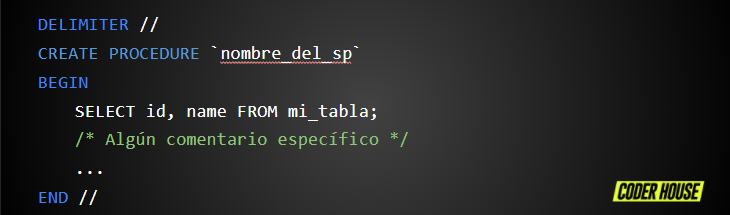 DELIMITER //
CREATE PROCEDURE `nombre_del_sp`
BEGIN
SELECT id, name FROM mi_tabla;
/* Algún comentario específico */
...
END //
CODER HOUSE